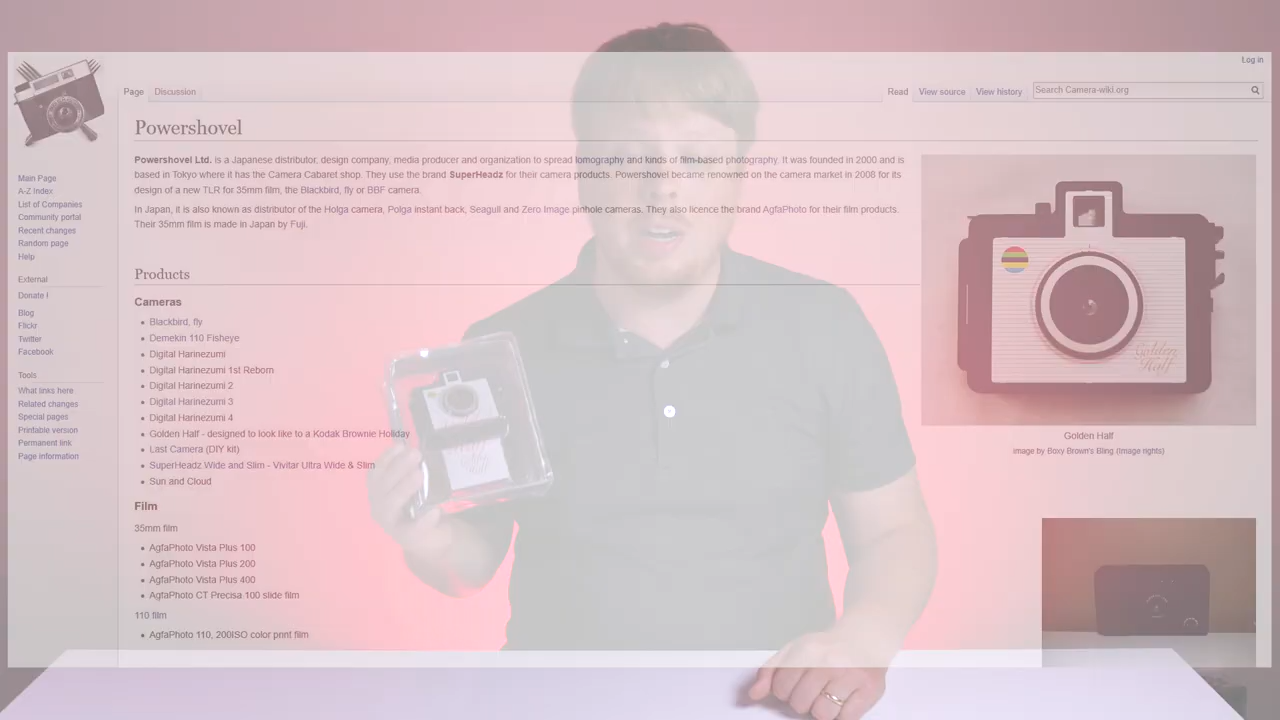 Log in
Page Discussion Read View source View history Search Camera-wiki.org
Powershovel
Powershovel Ltd. is a Japanese distributor, design company, media producer and organization to spread lomography and kinds of film-based photography. It was founded in 2000 and is
based in Tokyo where it has the Camera Cabaret shop. They use the brand SuperHeadz for their camera products. Powershovel became renowned on the camera market in 2008 for its
design of a new TLR for 35mm film, the Blackbird, fly or BBF camera.
In Japan, it is also known as distributor of the Holga camera, Polga instant back, Seagull and Zero Image pinhole cameras. They also licence the brand AgfaPhoto for their film products.
Their 35mm film is made in Japan by Fuji.
Main Page
A-Z Index
List of Companies
Community portal
Recent changes
Random page
Help
External
Donate !
Blog
Flickr
Twitter
Facebook
Tools
What links here
Related changes
Special pages
Printable version
Permanent link
Page information
Products
Cameras
Blackbird, fly
Demekin 110 Fisheye
Digital Harinezumi
Digital Harinezumi 1st Reborn
Digital Harinezumi 2
Digital Harinezumi 3
Digital Harinezumi 4
Golden Half - designed to look like to a Kodak Brownie Holiday
Last Camera (DIY kit)
SuperHeadz Wide and Slim - Vivitar Ultra Wide & Slim
Sun and Cloud
Film
35mm film
AgfaPhoto Vista Plus 100
AgfaPhoto Vista Plus 200
AgfaPhoto Vista Plus 400
AgfaPhoto CT Precisa 100 slide film
110 film
AgfaPhoto 110, 200ISO color print film
Golden
Half
Golden Half
image by Boxy Brown's Bling (Image rights)